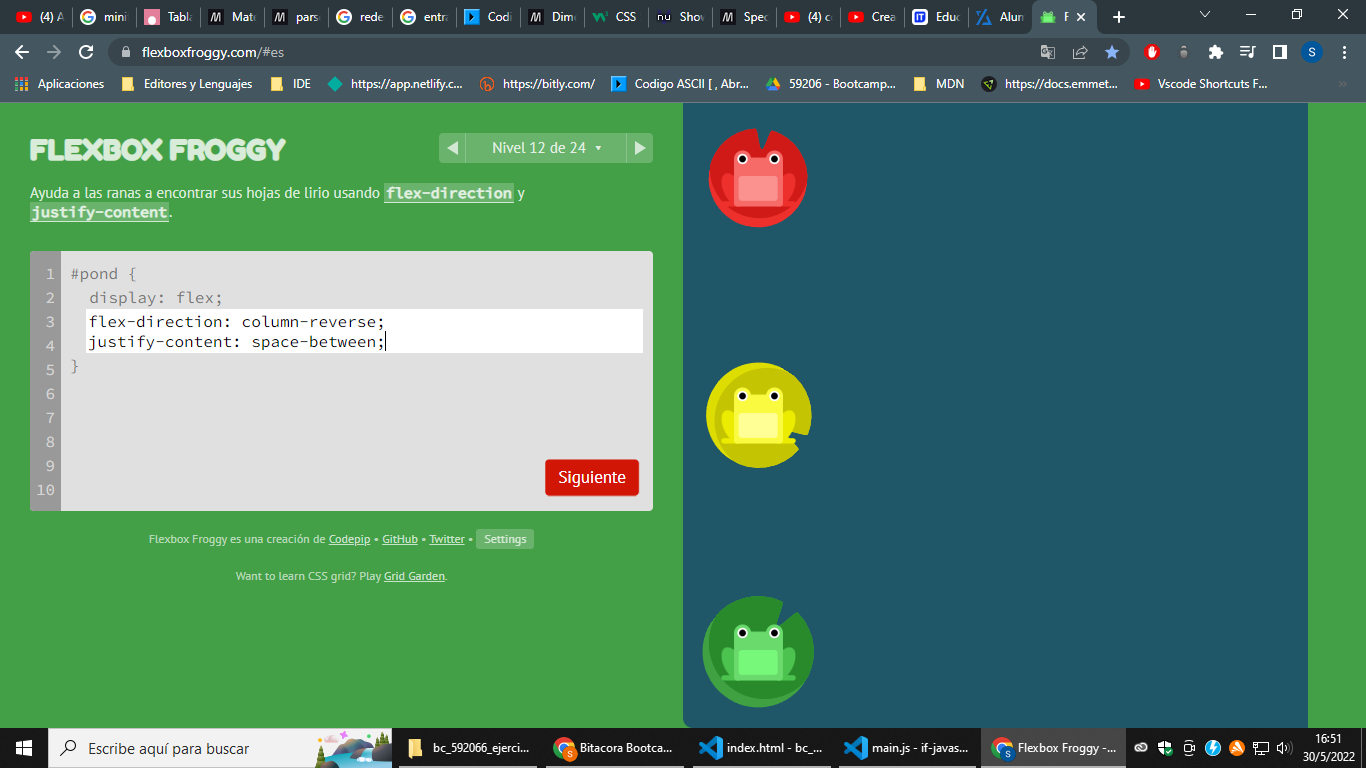 (4) A
mini
Tabla
Mate
parse
rede
entra
Codi
Dime
CSS
Show
Spec
(4) c
Crea
Educ
Alun
F
flexboxfroggy.com/#es
S
Aplicaciones
Editores y Lenguajes
IDE
https://app.netlify.c...
https://bitly.com/
Codigo ASCII [ , Abr...
59206 - Bootcamp...
MDN
https://docs.emmet...
Vscode Shortcuts F...
FLEXBOX FROGGY
Nivel 12 de 24
Ayuda a las ranas a encontrar sus hojas de lirio usando flex-direction y
justify-content.
1 #pond {
2 display: flex;
3 flex-direction: column-reverse;
4 justify-content: space-between;
5 }
6
7
8
9
10
Siguiente
Flexbox Froggy es una creación de Codepip • GitHub • Twitter • Settings
Want to learn CSS grid? Play Grid Garden.
Escribe aquí para buscar
bc_592066_ejerci...
Bitacora Bootca...
index.html - bc_...
main.js - if-javas...
Flexbox Froggy -...
16:51
30/5/2022